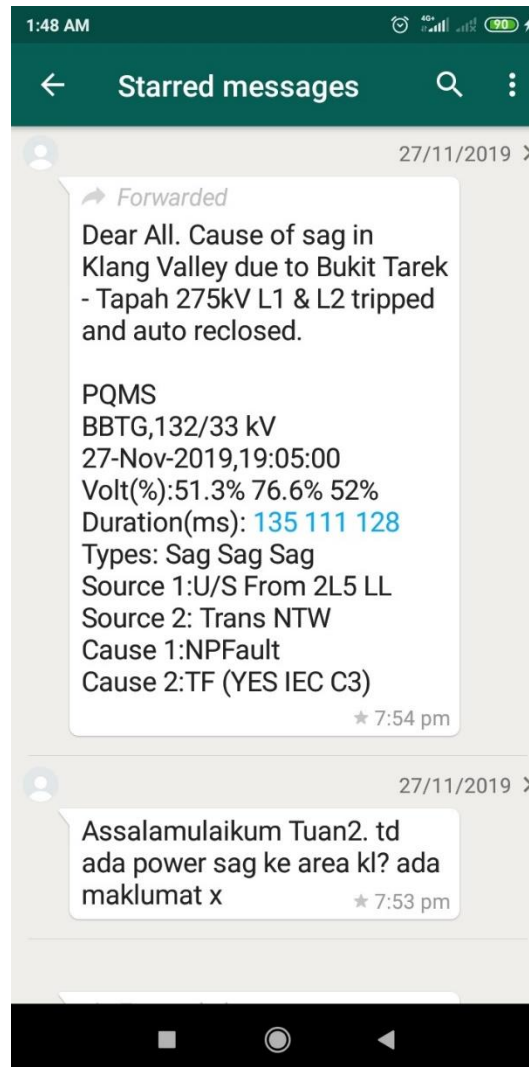 1:48 AM
4G+
90
Starred messages
27/11/2019
Forwarded
Dear All. Cause of sag in
Klang Valley due to Bukit Tarek
- Tapah 275kV L1 & L2 tripped
and auto reclosed.
PQMS
BBTG,132/33 kV
27-Nov-2019,19:05:00
Volt(%):51.3% 76.6% 52%
Duration(ms): 135 111 128
Types: Sag Sag Sag
Source 1:U/S From 2L5 LL
Source 2: Trans NTW
Cause 1:NPFault
Cause 2:TF (YES IEC C3)
7:54 pm
27/11/2019
Assalamulaikum Tuan2. td
ada power sag ke area kl? ada
maklumat x
7:53 pm